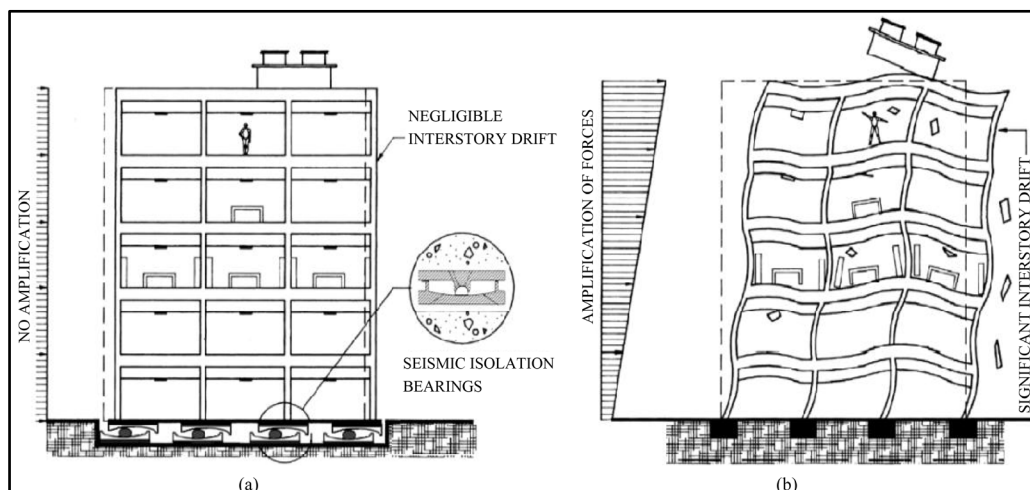 NO AMPLIFICATION
NEGLIGIBLE
INTERSTORY DRIFT
SEISMIC ISOLATION
BEARINGS
(a)
AMPLIFICATION OF FORCES
SIGNIFICANT INTERSTORY DRIFT
(b)